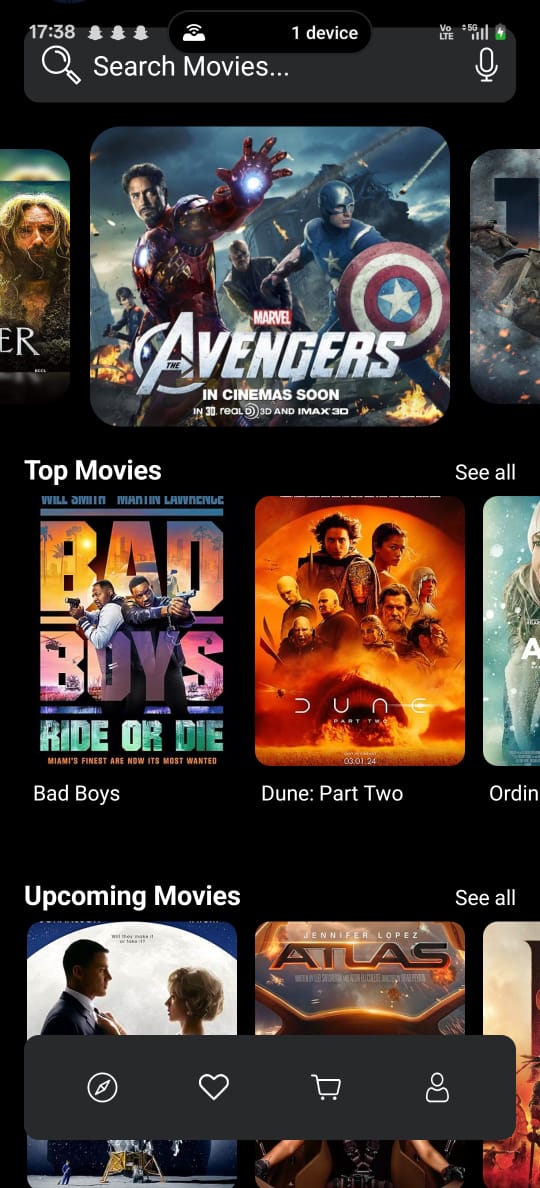 17:38
1 device
Vo
LTE
5G
Search Movies...
ER
MARVEL
THE AVENGERS
IN CINEMAS SOON
IN 3D, REAL D 3D AND IMAX 3D
Top Movies
See all
WILL SMITH MARTIN LAWRENCE
BAD
BOYS
RIDE OR DIE
MIAMI'S FINEST ARE NOW ITS MOST WANTED
DUNE
PART TWO
03.01.24
A
Bad Boys
Dune: Part Two
Ordin
Upcoming Movies
See all
Will they make it
or fake it?
JENNIFER LOPEZ
ATLAS